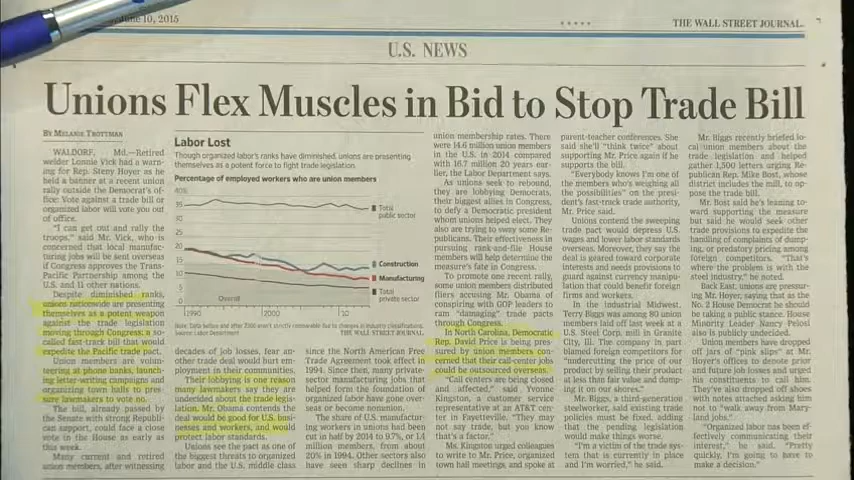 June 10, 2015
THE WALL STREET JOURNAL.
U.S. NEWS
Unions Flex Muscles in Bid to Stop Trade Bill
BY MELANIE TROTTMAN
WALDORF, Md.—Retired
welder Lonnie Vick had a warn-
ing for Rep. Steny Hoyer as
he held a banner at a recent union
rally outside the Democrat's of-
fice: Vote against a trade bill or
organized labor will vote you out
of office.
"I can get out and rally the
troops," said Mr. Vick, who is
concerned that local manufac-
turing jobs will be sent overseas
if Congress approves the Trans-
Pacific Partnership among the
U.S. and 11 other nations.
Despite diminished ranks,
unions nationwide are presenting
themselves as a potent weapon
against the trade legislation
moving through Congress: a so-
called fast-track bill that would
expedite the Pacific trade pact.
Union members are volun-
teering at phone banks, launch-
ing letter-writing campaigns and
organizing town halls to pres-
sure lawmakers to vote no.
The bill, already passed by
the Senate with strong Republi-
can support, could face a close
vote in the House as early as
this week.
Many current and retired
union members, after witnessing
Labor Lost
Though organized labor's ranks have diminished, unions are presenting
themselves as a potent force to fight trade legislation.
Percentage of employed workers who are union members
40%
35
30
25
20
15
10
5
0
1990
2000
'10
Overall
Total
public sector
Construction
Manufacturing
Total
private sector
Source: Labor Department
THE WALL STREET JOURNAL.
decades of job losses, fear an-
other trade deal would hurt em-
ployment in their communities.
Their lobbying is one reason
many lawmakers say they are
undecided about the trade legis-
lation. Mr. Obama contends the
deal would be good for U.S. busi-
nesses and workers, and would
protect labor standards.
Unions see the pact as one of
the biggest threats to organized
labor and the U.S. middle class
since the North American Free
Trade Agreement took effect in
1994. Since then, many private-
sector manufacturing jobs that
helped form the foundation of
organized labor have gone over-
seas or become nonunion.
The share of U.S. manufactur-
ing workers in unions had been
cut in half by 2014 to 9.7%, or 1.4
million members, from about
20% in 1994. Other sectors also
have seen sharp declines in
union membership rates. There
were 14.6 million union members
in the U.S. in 2014 compared
with 16.7 million 20 years ear-
lier, the Labor Department says.
As unions seek to rebound,
they are lobbying Democrats,
their biggest allies in Congress,
to defy a Democratic president
whom unions helped elect. They
also are trying to sway some Re-
publicans. Their effectiveness in
pursuing rank-and-file House
members will help determine the
measure's fate in Congress.
To promote one recent rally,
some union members distributed
fliers accusing Mr. Obama of
conspiring with GOP leaders to
ram "damaging" trade pacts
through Congress.
In North Carolina, Democratic
Rep. David Price is being pres-
sured by union members con-
cerned that their call-center jobs
could be outsourced overseas.
"Call centers are being closed
and affected," said Yvonne
Kingston, a customer service
representative at an AT&T cen-
ter in Fayetteville. "They may
not say trade, but you know
that's a factor."
Ms. Kingston urged colleagues
to write to Mr. Price, organized
town hall meetings, and spoke at
parent-teacher conferences. She
said she'll "think twice" about
supporting Mr. Price again if he
supports the bill.
"Everybody knows I'm one of
the members who's weighing all
the possibilities" on the presi-
dent's fast-track authority, Mr.
Price said.
Unions contend the sweeping
trade pact would depress U.S.
wages and lower labor standards
overseas. Moreover, they say the
deal is geared toward corporate
interests and needs provisions to
guard against currency manipu-
lation that could benefit foreign
firms and workers.
In the industrial Midwest,
Terry Biggs was among 80 union
members laid off last week at a
U.S. Steel Corp. mill in Granite
City, Ill. The company in part
blamed foreign competitors for
"undercutting the price of our
product by selling their product
at less than fair value and dump-
ing it on our shores."
Mr. Biggs, a third-generation
steelworker, said existing trade
policies must be fixed, adding
that the pending legislation
would make things worse.
"I'm a victim of the trade sys-
tem that is currently in place
and I'm worried," he said.
Mr. Biggs recently briefed lo-
cal union members about the
trade legislation and helped
gather 1,500 letters urging Re-
publican Rep. Mike Bost, whose
district includes the mill, to op-
pose the trade bill.
Mr. Bost said he's leaning to-
ward supporting the measure
but said he would seek other
trade provisions to expedite the
handling of complaints of dump-
ing, or predatory pricing among
foreign competitors. "That's
where the problem is with the
steel industry," he noted.
Back East, unions are pressur-
ing Mr. Hoyer, saying that as the
No. 2 House Democrat he should
be taking a public stance. House
Minority Leader Nancy Pelosi
also is publicly undecided.
Union members have dropped
off jars of "pink slips" at Mr.
Hoyer's offices to denote prior
and future job losses and urged
his constituents to call him.
They've also dropped off shoes
with notes attached asking him
not to "walk away from Mary-
land jobs."
"Organized labor has been ef-
fectively communicating their
interest," he said. "Pretty
quickly, I'm going to have to
make a decision."